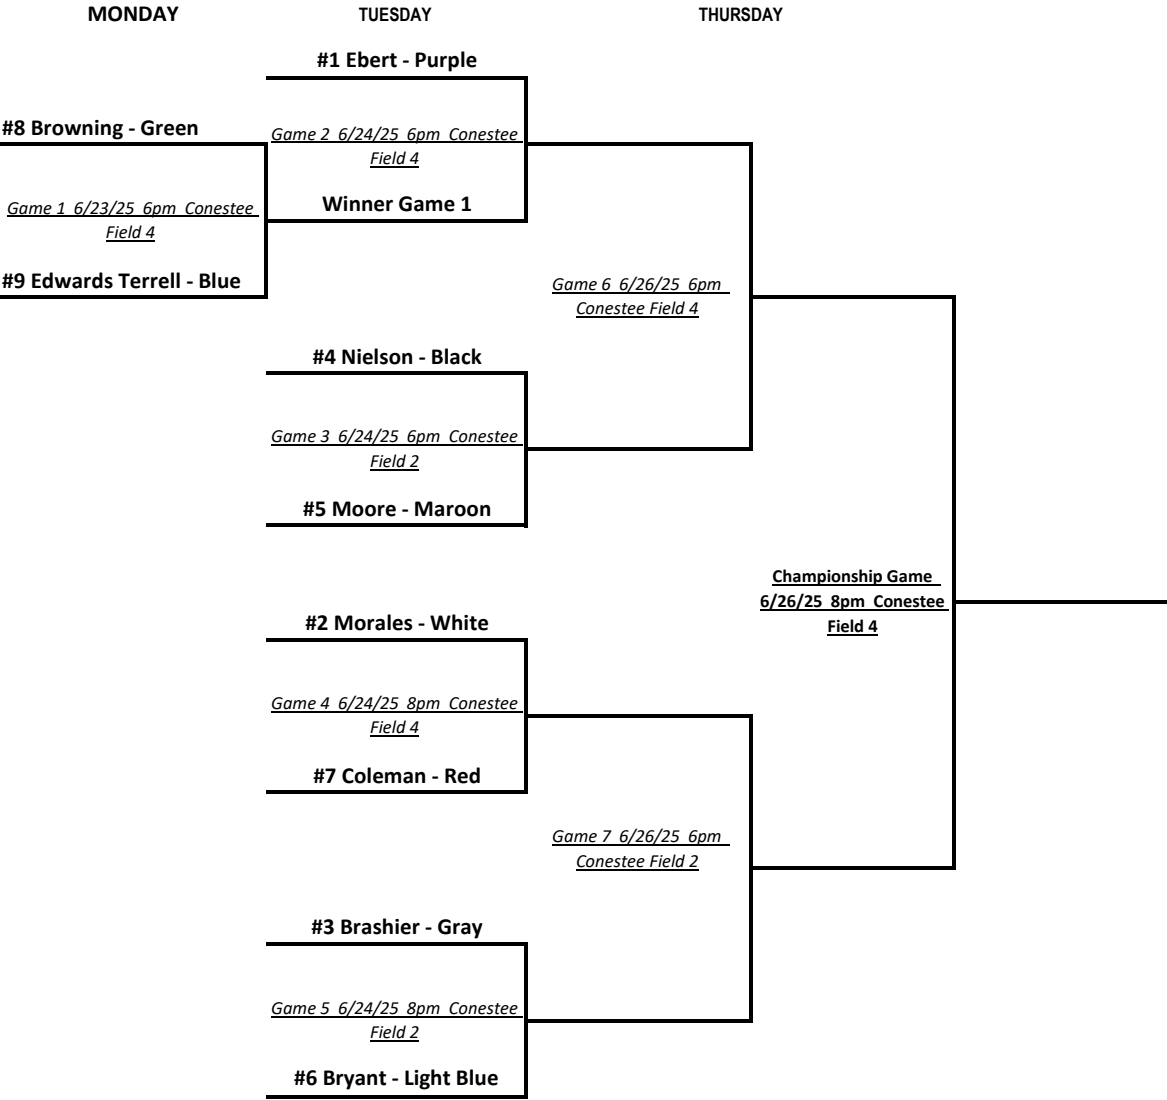 MONDAY
TUESDAY
THURSDAY
#1 Ebert - Purple
#8 Browning - Green
Game 2 6/24/25 6pm Conestee
Field 4
Winner Game 1
Game 1 6/23/25 6pm Conestee
Field 4
#9 Edwards Terrell - Blue
Game 6 6/26/25 6pm
Conestee Field 4
#4 Nielson - Black
Game 3 6/24/25 6pm Conestee
Field 2
#5 Moore - Maroon
Championship Game
6/26/25 8pm Conestee
Field 4
#2 Morales - White
Game 4 6/24/25 8pm Conestee
Field 4
#7 Coleman - Red
Game 7 6/26/25 6pm
Conestee Field 2
#3 Brashier - Gray
Game 5 6/24/25 8pm Conestee
Field 2
#6 Bryant - Light Blue